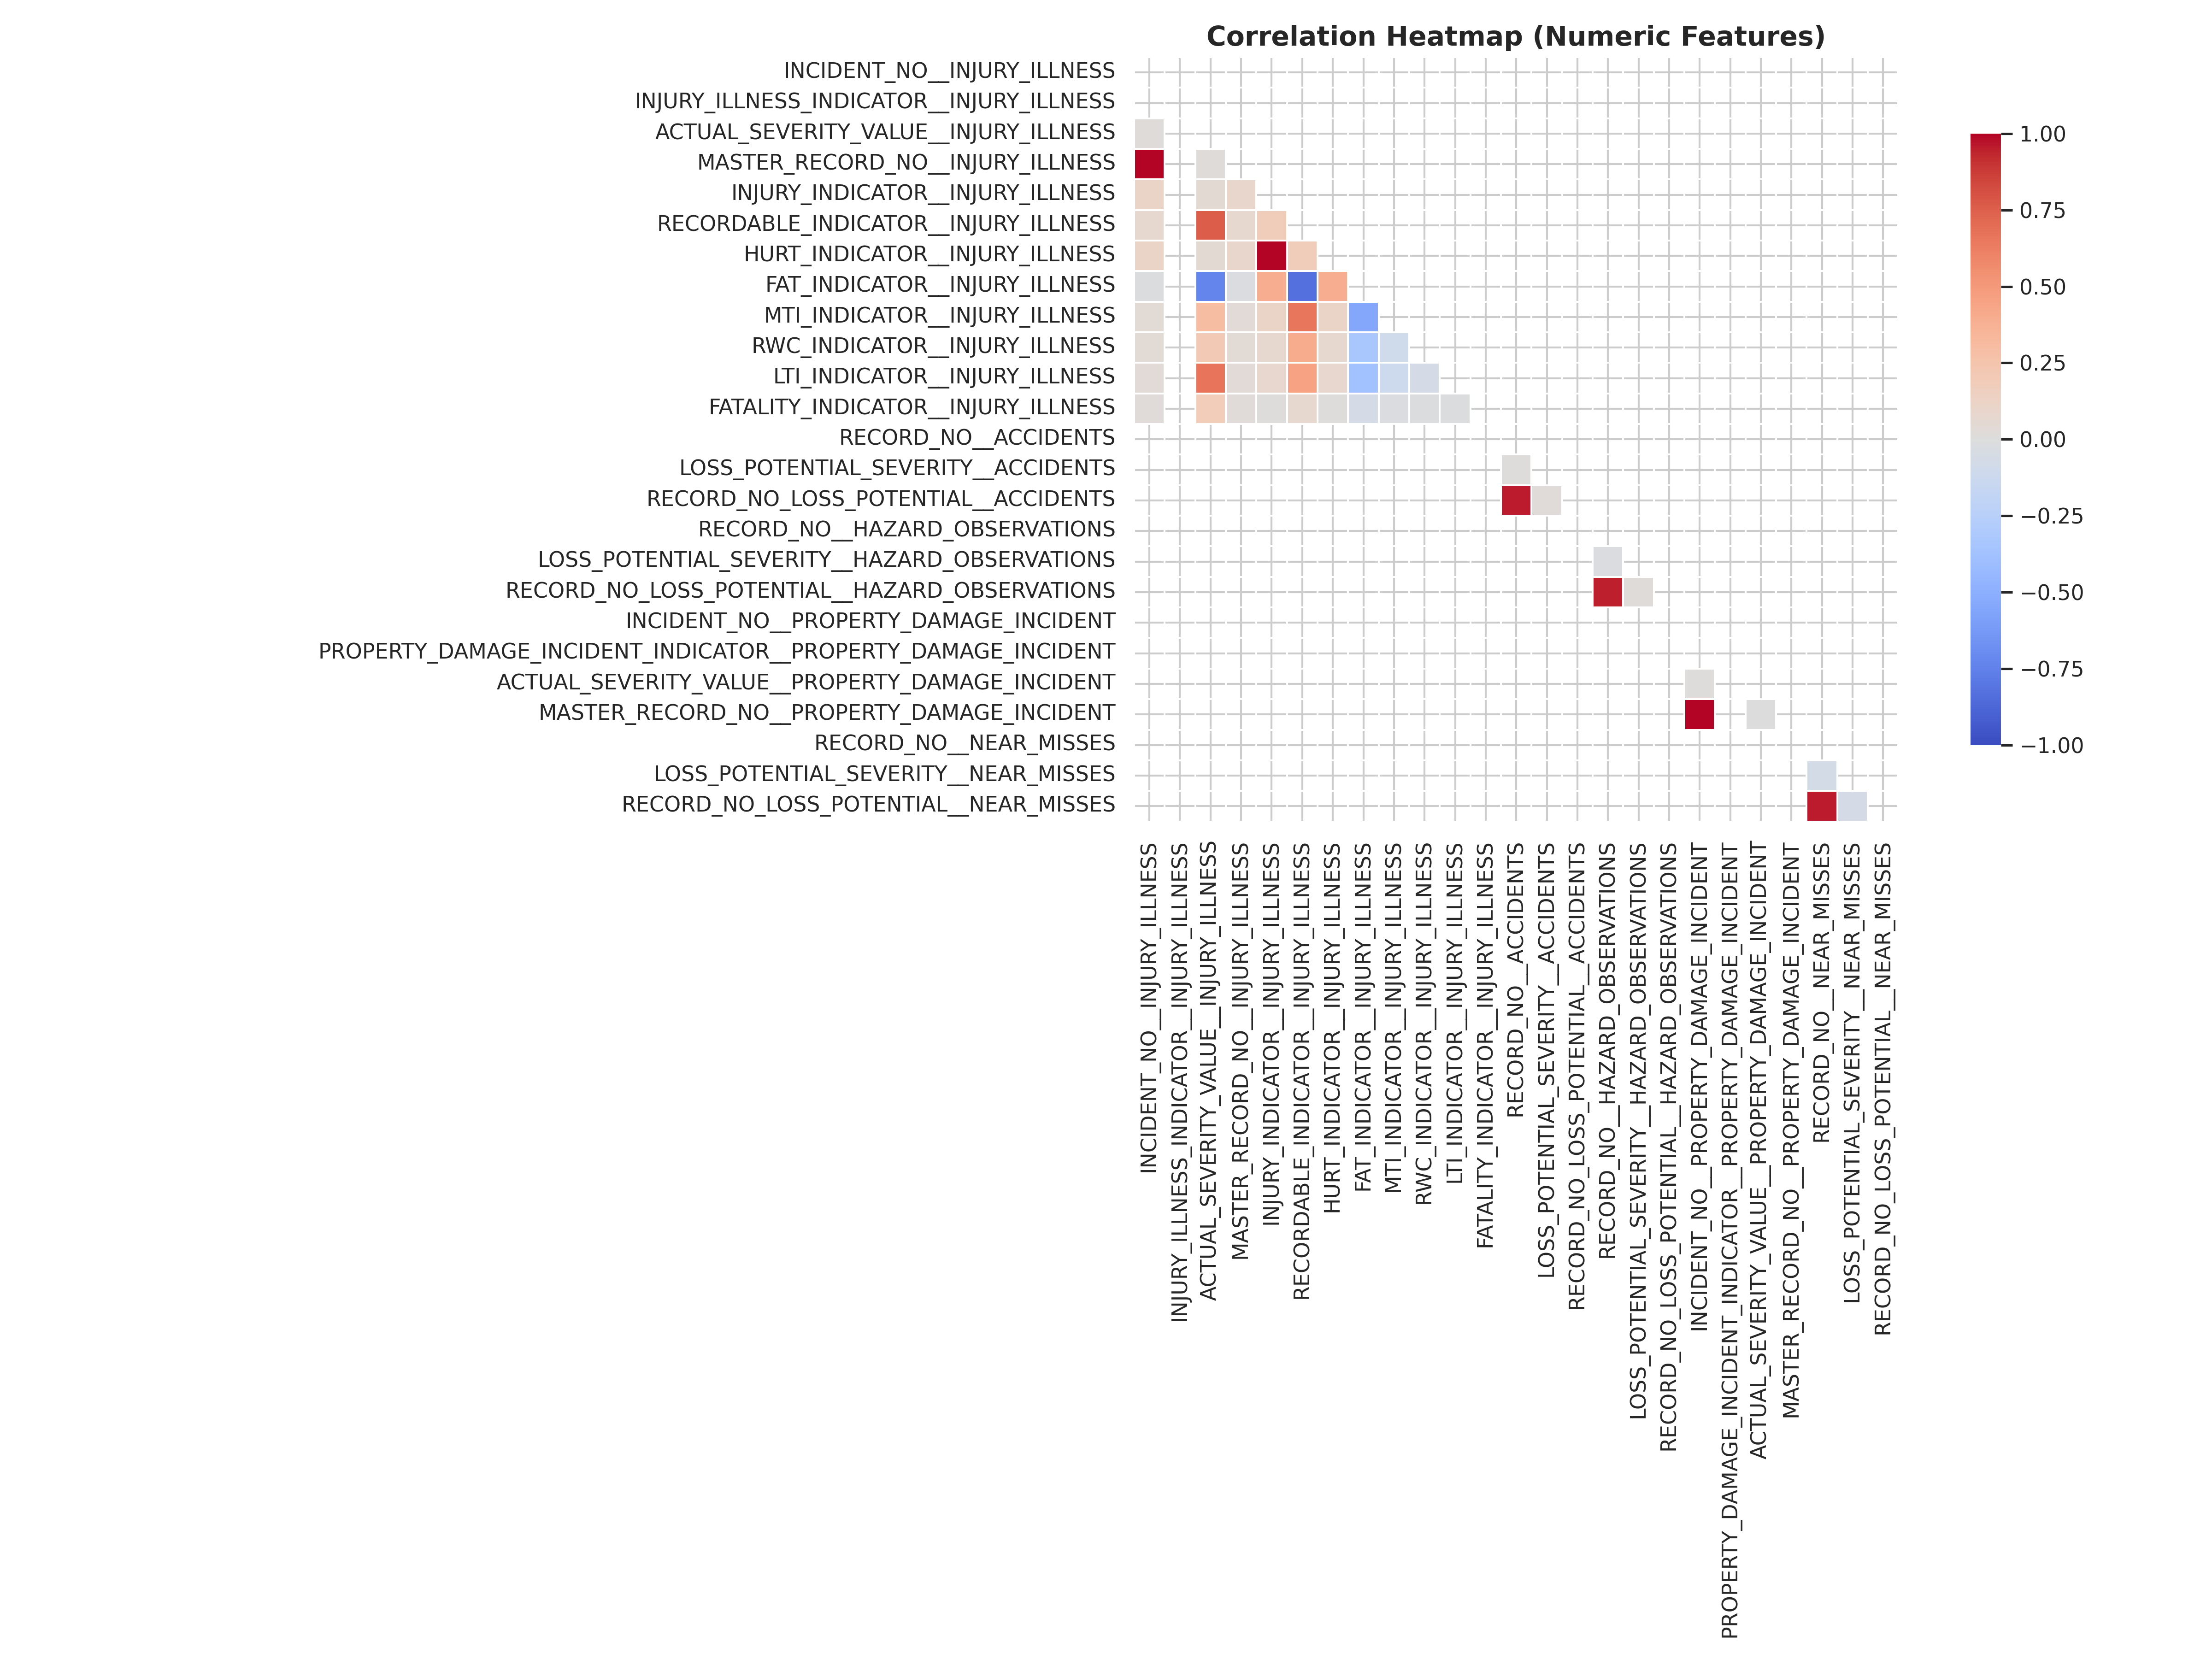 Correlation Heatmap (Numeric Features)
INCIDENT_NO__INJURY_ILLNESS
INJURY_ILLNESS_INDICATOR__INJURY_ILLNESS
ACTUAL_SEVERITY_VALUE__INJURY_ILLNESS
MASTER_RECORD_NO__INJURY_ILLNESS
INJURY_INDICATOR__INJURY_ILLNESS
RECORDABLE_INDICATOR__INJURY_ILLNESS
HURT_INDICATOR__INJURY_ILLNESS
FAT_INDICATOR__INJURY_ILLNESS
MTI_INDICATOR__INJURY_ILLNESS
RWC_INDICATOR__INJURY_ILLNESS
LTI_INDICATOR__INJURY_ILLNESS
FATALITY_INDICATOR__INJURY_ILLNESS
RECORD_NO__ACCIDENTS
LOSS_POTENTIAL_SEVERITY__ACCIDENTS
RECORD_NO_LOSS_POTENTIAL__ACCIDENTS
RECORD_NO__HAZARD_OBSERVATIONS
LOSS_POTENTIAL_SEVERITY__HAZARD_OBSERVATIONS
RECORD_NO_LOSS_POTENTIAL__HAZARD_OBSERVATIONS
INCIDENT_NO__PROPERTY_DAMAGE_INCIDENT
PROPERTY_DAMAGE_INCIDENT_INDICATOR__PROPERTY_DAMAGE_INCIDENT
ACTUAL_SEVERITY_VALUE__PROPERTY_DAMAGE_INCIDENT
MASTER_RECORD_NO__PROPERTY_DAMAGE_INCIDENT
RECORD_NO__NEAR_MISSES
LOSS_POTENTIAL_SEVERITY__NEAR_MISSES
RECORD_NO_LOSS_POTENTIAL__NEAR_MISSES
INCIDENT_NO__INJURY_ILLNESS
INJURY_ILLNESS_INDICATOR__INJURY_ILLNESS
ACTUAL_SEVERITY_VALUE__INJURY_ILLNESS
MASTER_RECORD_NO__INJURY_ILLNESS
INJURY_INDICATOR__INJURY_ILLNESS
RECORDABLE_INDICATOR__INJURY_ILLNESS
HURT_INDICATOR__INJURY_ILLNESS
FAT_INDICATOR__INJURY_ILLNESS
MTI_INDICATOR__INJURY_ILLNESS
RWC_INDICATOR__INJURY_ILLNESS
LTI_INDICATOR__INJURY_ILLNESS
FATALITY_INDICATOR__INJURY_ILLNESS
RECORD_NO__ACCIDENTS
LOSS_POTENTIAL_SEVERITY__ACCIDENTS
RECORD_NO_LOSS_POTENTIAL__ACCIDENTS
RECORD_NO__HAZARD_OBSERVATIONS
LOSS_POTENTIAL_SEVERITY__HAZARD_OBSERVATIONS
RECORD_NO_LOSS_POTENTIAL__HAZARD_OBSERVATIONS
INCIDENT_NO__PROPERTY_DAMAGE_INCIDENT
PROPERTY_DAMAGE_INCIDENT_INDICATOR__PROPERTY_DAMAGE_INCIDENT
ACTUAL_SEVERITY_VALUE__PROPERTY_DAMAGE_INCIDENT
MASTER_RECORD_NO__PROPERTY_DAMAGE_INCIDENT
RECORD_NO__NEAR_MISSES
LOSS_POTENTIAL_SEVERITY__NEAR_MISSES
RECORD_NO_LOSS_POTENTIAL__NEAR_MISSES
1.00
0.75
0.50
0.25
0.00
−0.25
−0.50
−0.75
−1.00